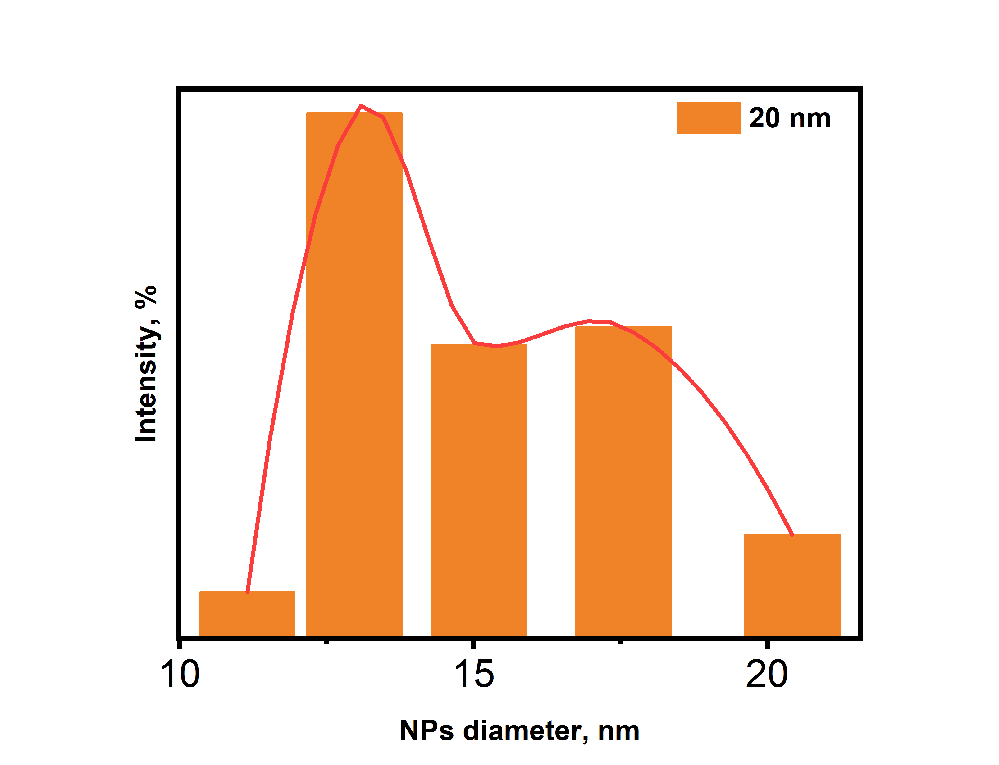 20 nm
Intensity, %
10 15 20
NPs diameter, nm